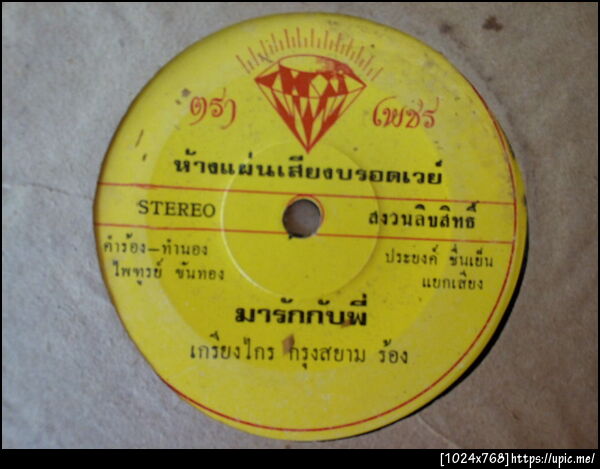 ตรา เพชร
ห้างแผ่นเสียงบรอดเวย์
STEREO สงวนลิขสิทธิ์
คำร้อง-ทำนอง
ไพฑูรย์ ขันทอง
ประยงค์ ชื่นเย็น
แยกเสียง
มารักกับพี่
เกรียงไกร กรุงสยาม ร้อง
[1024x768]https://upic.me/